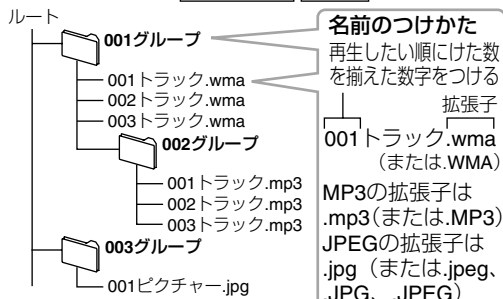 ルート
001グループ
001トラック.wma
002トラック.wma
003トラック.wma
002グループ
001トラック.mp3
002トラック.mp3
003トラック.mp3
003グループ
001ピクチャー.jpg
名前のつけかた
再生したい順にけた数
を揃えた数字をつける
拡張子
001トラック.wma
(または.WMA)
MP3の拡張子は
.mp3(または.MP3)
JPEGの拡張子は
.jpg（または.jpeg、
.JPG、.JPEG）